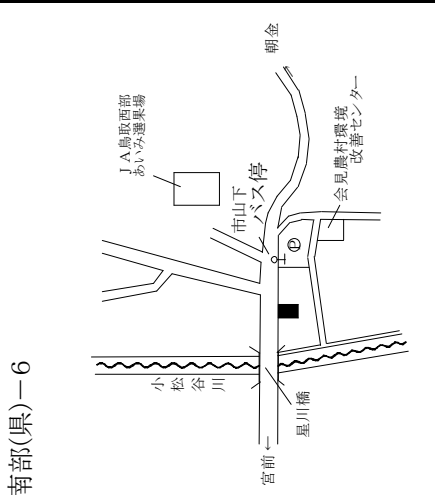 南部(県)－6
朝金
ＪＡ鳥取西部
あいみ選果場
市山下
バス停
会見農村環境
改善センター
Ⓟ
小松谷川
星川橋
宮前←